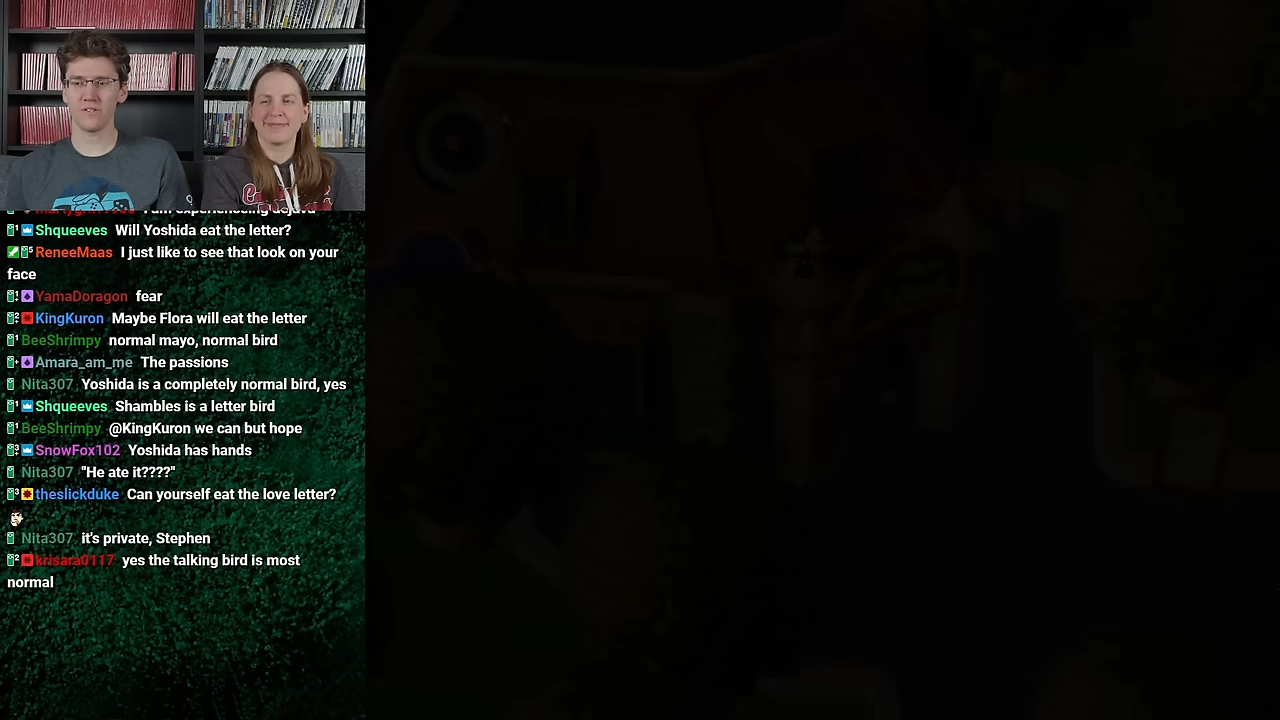 I am experiencing dejavu
Shqueeves Will Yoshida eat the letter?
ReneeMaas I just like to see that look on your
face
YamaDoragon fear
KingKuron Maybe Flora will eat the letter
BeeShrimpy normal mayo, normal bird
Amara_am_me The passions
Nita307 Yoshida is a completely normal bird, yes
Shqueeves Shambles is a letter bird
BeeShrimpy @KingKuron we can but hope
SnowFox102 Yoshida has hands
Nita307 "He ate it????"
theslickduke Can yourself eat the love letter?
Nita307 it's private, Stephen
krisara0117 yes the talking bird is most
normal